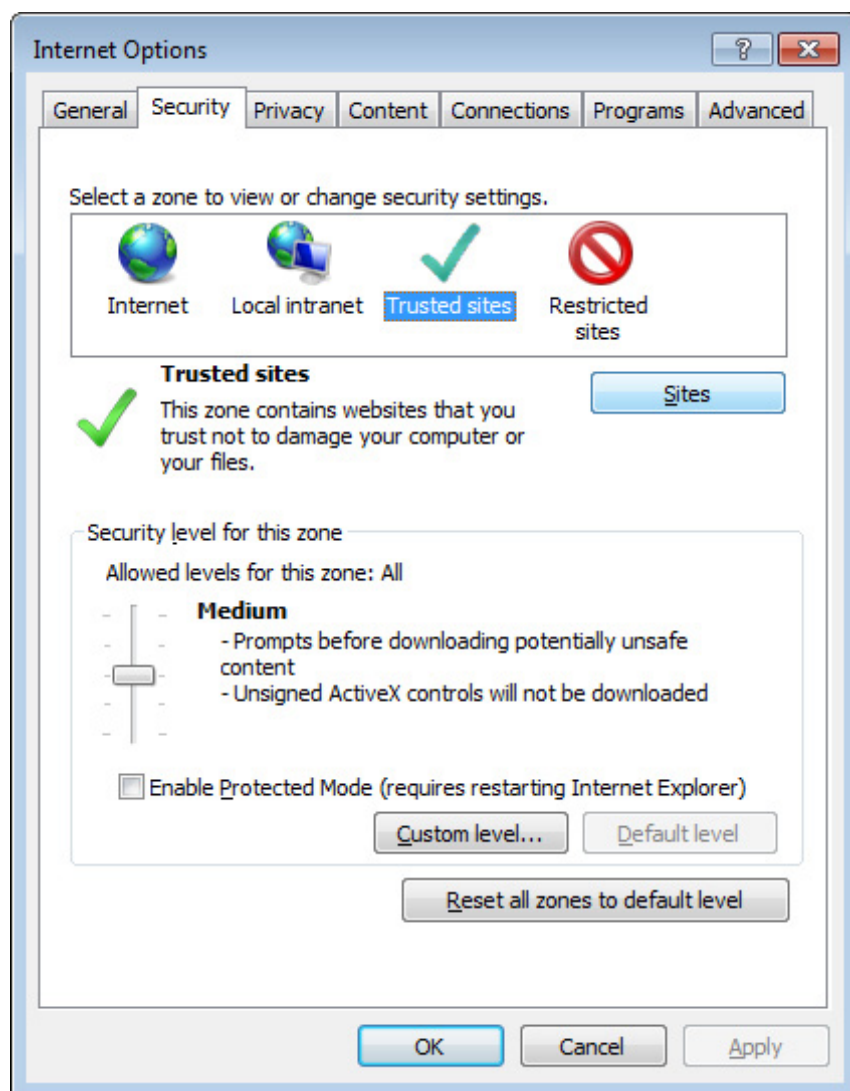 Internet Options
General Security Privacy Content Connections Programs Advanced
Select a zone to view or change security settings.
Internet Local intranet Trusted sites Restricted
sites
Trusted sites
Sites
This zone contains websites that you
trust not to damage your computer or
your files.
Security level for this zone
Allowed levels for this zone: All
Medium
- Prompts before downloading potentially unsafe
content
- Unsigned ActiveX controls will not be downloaded
Enable Protected Mode (requires restarting Internet Explorer)
Custom level... Default level
Reset all zones to default level
OK Cancel Apply